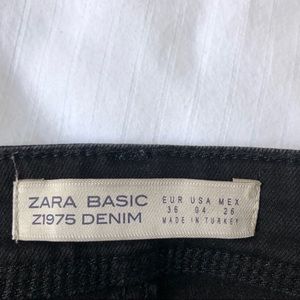 ZARA BASIC
Z1975 DENIM
EUR USA MEX
36 04 26
MADE IN TURKEY